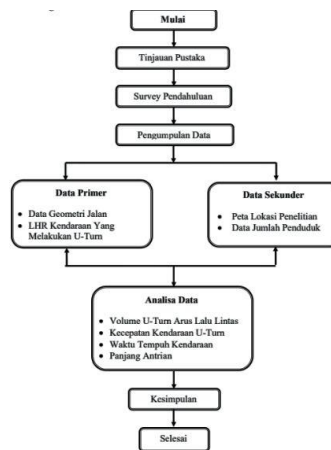 Mulai
Tinjauan Pustaka
Survey Pendahuluan
Pengumpulan Data
Data Primer
• Data Geometri Jalan
• LHR Kendaraan Yang
Melakukan U-Turn
Data Sekunder
• Peta Lokasi Penelitian
• Data Jumlah Penduduk
Analisa Data
• Volume U-Turn Arus Lalu Lintas
• Kecepatan Kendaraan U-Turn
• Waktu Tempuh Kendaraan
• Panjang Antrian
Kesimpulan
Selesai